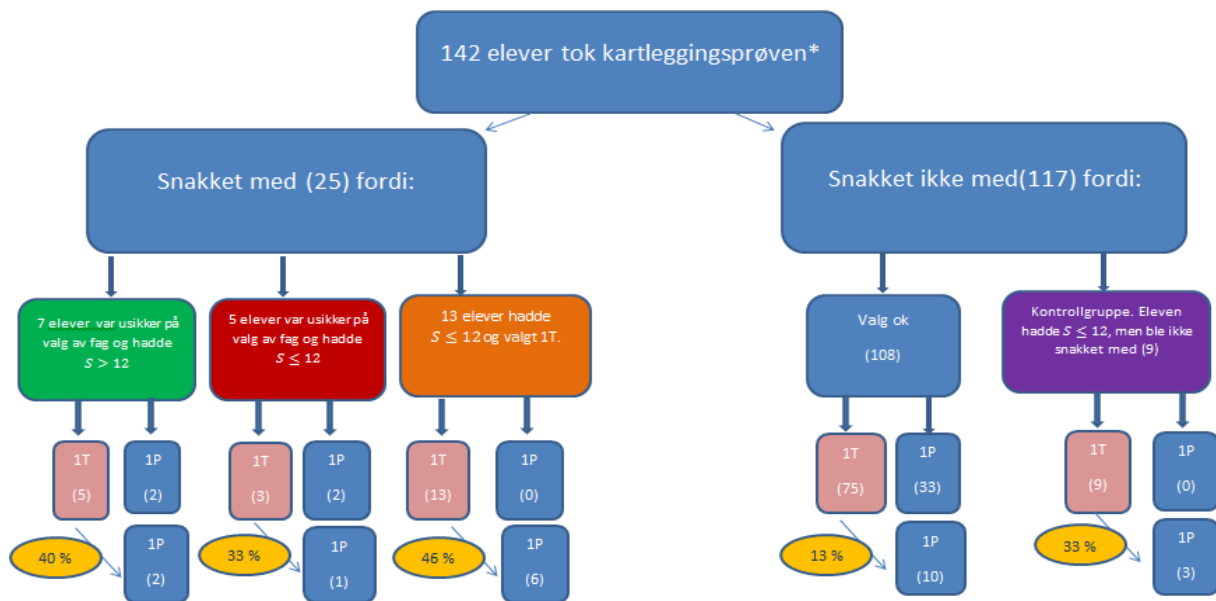 142 elever tok kartleggingsprøven*
Snakket med (25) fordi:
Snakket ikke med(117) fordi:
7 elever var usikker på
valg av fag og hadde
S > 12
5 elever var usikker på
valg av fag og hadde
S ≤ 12
13 elever hadde
S ≤ 12 og valgt 1T.
Valg ok
(108)
Kontrollgruppe. Eleven
hadde S ≤ 12, men ble ikke
snakket med (9)
1T
(5)
1P
(2)
1T
(3)
1P
(2)
1T
(13)
1P
(0)
1T
(75)
1P
(33)
1T
(9)
1P
(0)
40 %
1P
(2)
33 %
1P
(1)
46 %
1P
(6)
13 %
1P
(10)
33 %
1P
(3)